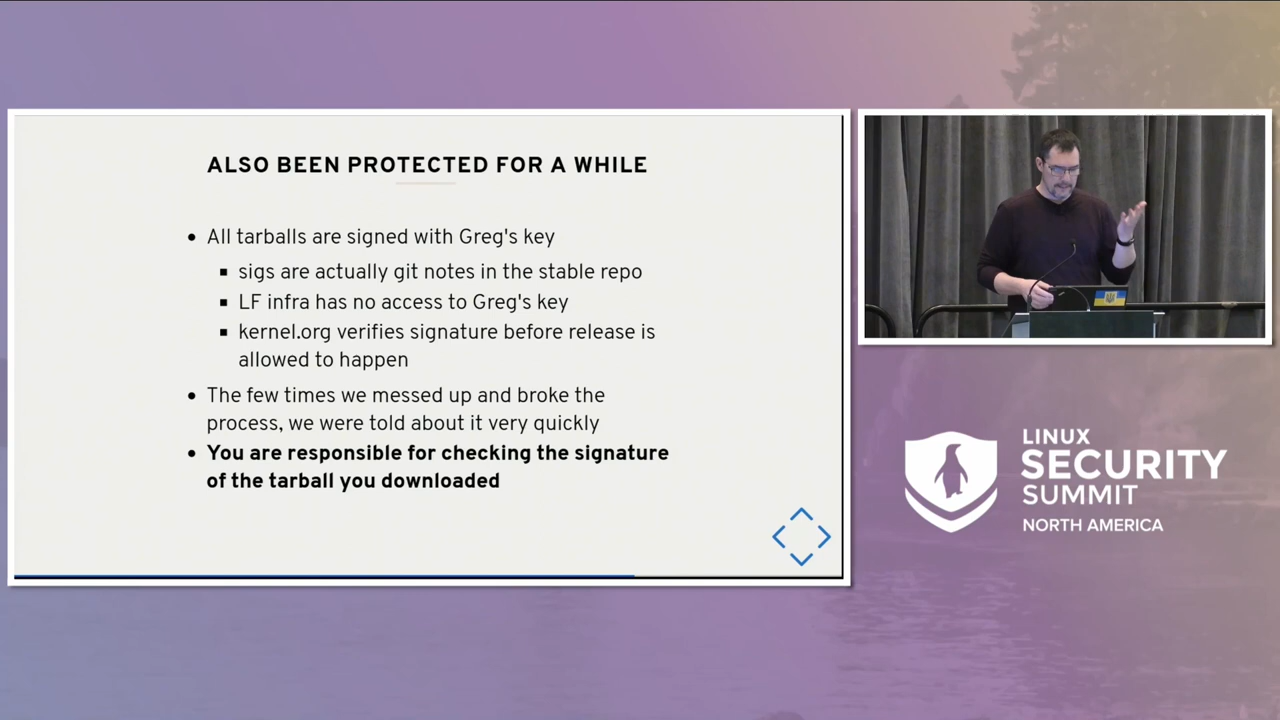 ALSO BEEN PROTECTED FOR A WHILE
All tarballs are signed with Greg's key
sigs are actually git notes in the stable repo
LF infra has no access to Greg's key
kernel.org verifies signature before release is
allowed to happen
The few times we messed up and broke the
process, we were told about it very quickly
You are responsible for checking the signature
of the tarball you downloaded
LINUX
SECURITY
SUMMIT
NORTH AMERICA